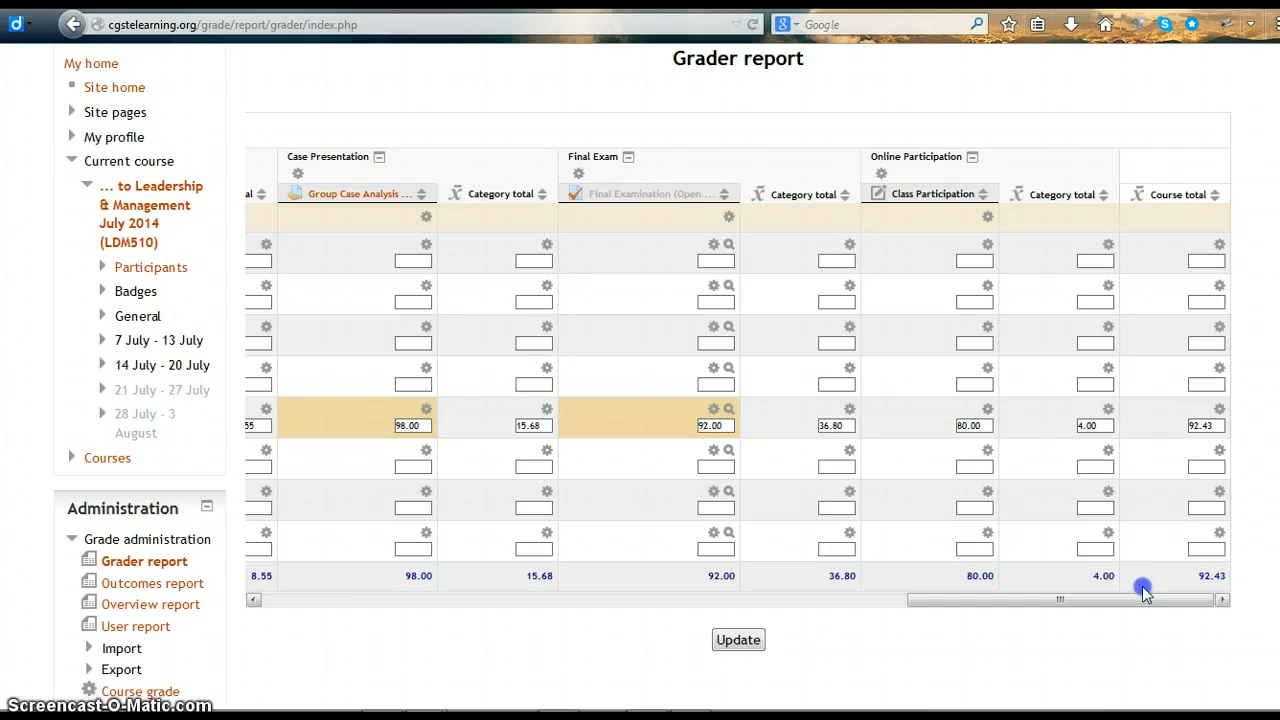 cgstelearning.org/grade/report/grader/index.php
Google
My home
Site home
Site pages
My profile
Current course
... to Leadership
& Management
July 2014
(LDM510)
Participants
Badges
General
7 July - 13 July
14 July - 20 July
21 July - 27 July
28 July - 3
August
Courses
Administration
Grade administration
Grader report
Outcomes report
Overview report
User report
Import
Export
Course grade
Grader report
Case Presentation Final Exam Online Participation
al Group Case Analysis ... Category total Final Examination (Open ... Category total Class Participation Category total Course total
55 98.00 15.68 92.00 36.80 80.00 4.00 92.43
8.55 98.00 15.68 92.00 36.80 80.00 4.00 92.43
Update
Screencast-O-Matic.com